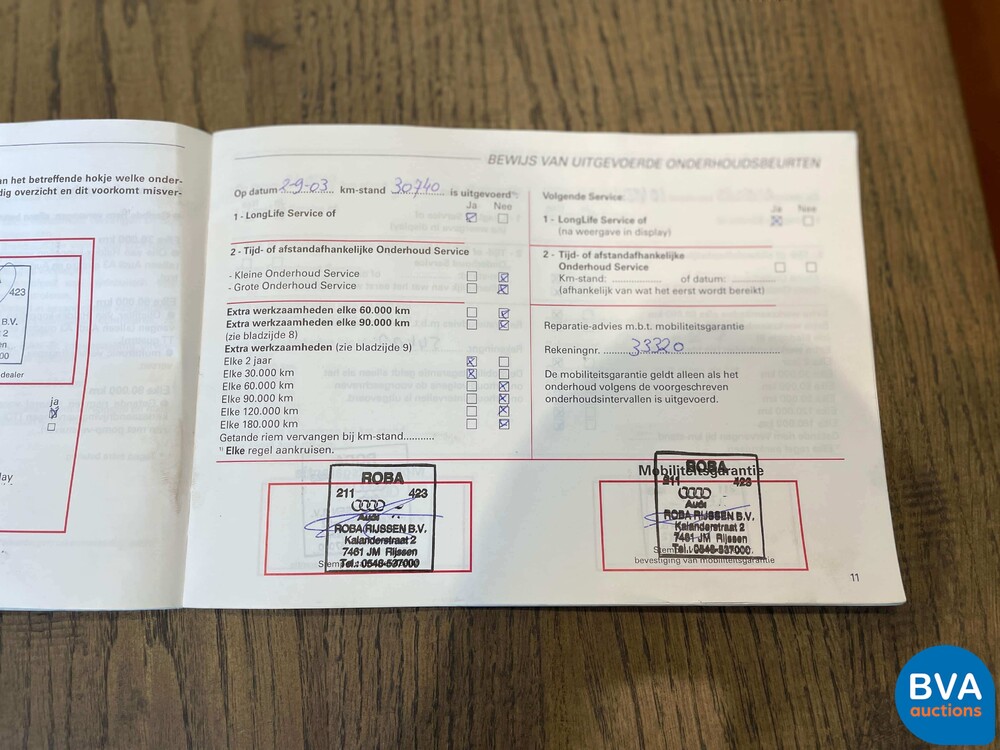 an het betreffende hokje welke onder-
dig overzicht en dit voorkomt misver-
423
B.V.
2
en
00
dealer
ja
lay
BEWIJS VAN UITGEVOERDE ONDERHOUDSBEURTEN
Op datum 2-9-03 km-stand 30740 is uitgevoerd¹⁾:
Ja Nee
1 - LongLife Service of
2 - Tijd- of afstandafhankelijke Onderhoud Service
- Kleine Onderhoud Service
- Grote Onderhoud Service
Extra werkzaamheden elke 60.000 km
Extra werkzaamheden elke 90.000 km
(zie bladzijde 8)
Extra werkzaamheden (zie bladzijde 9)
Elke 2 jaar
Elke 30.000 km
Elke 60.000 km
Elke 90.000 km
Elke 120.000 km
Elke 180.000 km
Getande riem vervangen bij km-stand...........
¹⁾ Elke regel aankruisen.
ROBA
211 423
Audi
ROBA RIJSSEN B.V.
Kalanderstraat 2
7461 JM Rijssen
Tel.: 0548-537000
Volgende Service:
Ja Nee
1 - LongLife Service of
(na weergave in display)
2 - Tijd- of afstandafhankelijke
Onderhoud Service
Km-stand: .............. of datum: ..............
(afhankelijk van wat het eerst wordt bereikt)
Reparatie-advies m.b.t. mobiliteitsgarantie
Rekeningnr. 33320
De mobiliteitsgarantie geldt alleen als het
onderhoud volgens de voorgeschreven
onderhoudsintervallen is uitgevoerd.
Mobiliteitsgarantie
ROBA
211 423
Audi
ROBA RIJSSEN B.V.
Kalanderstraat 2
7461 JM Rijssen
Tel.: 0548-537000
bevestiging van mobiliteitsgarantie
11
BVA
auctions